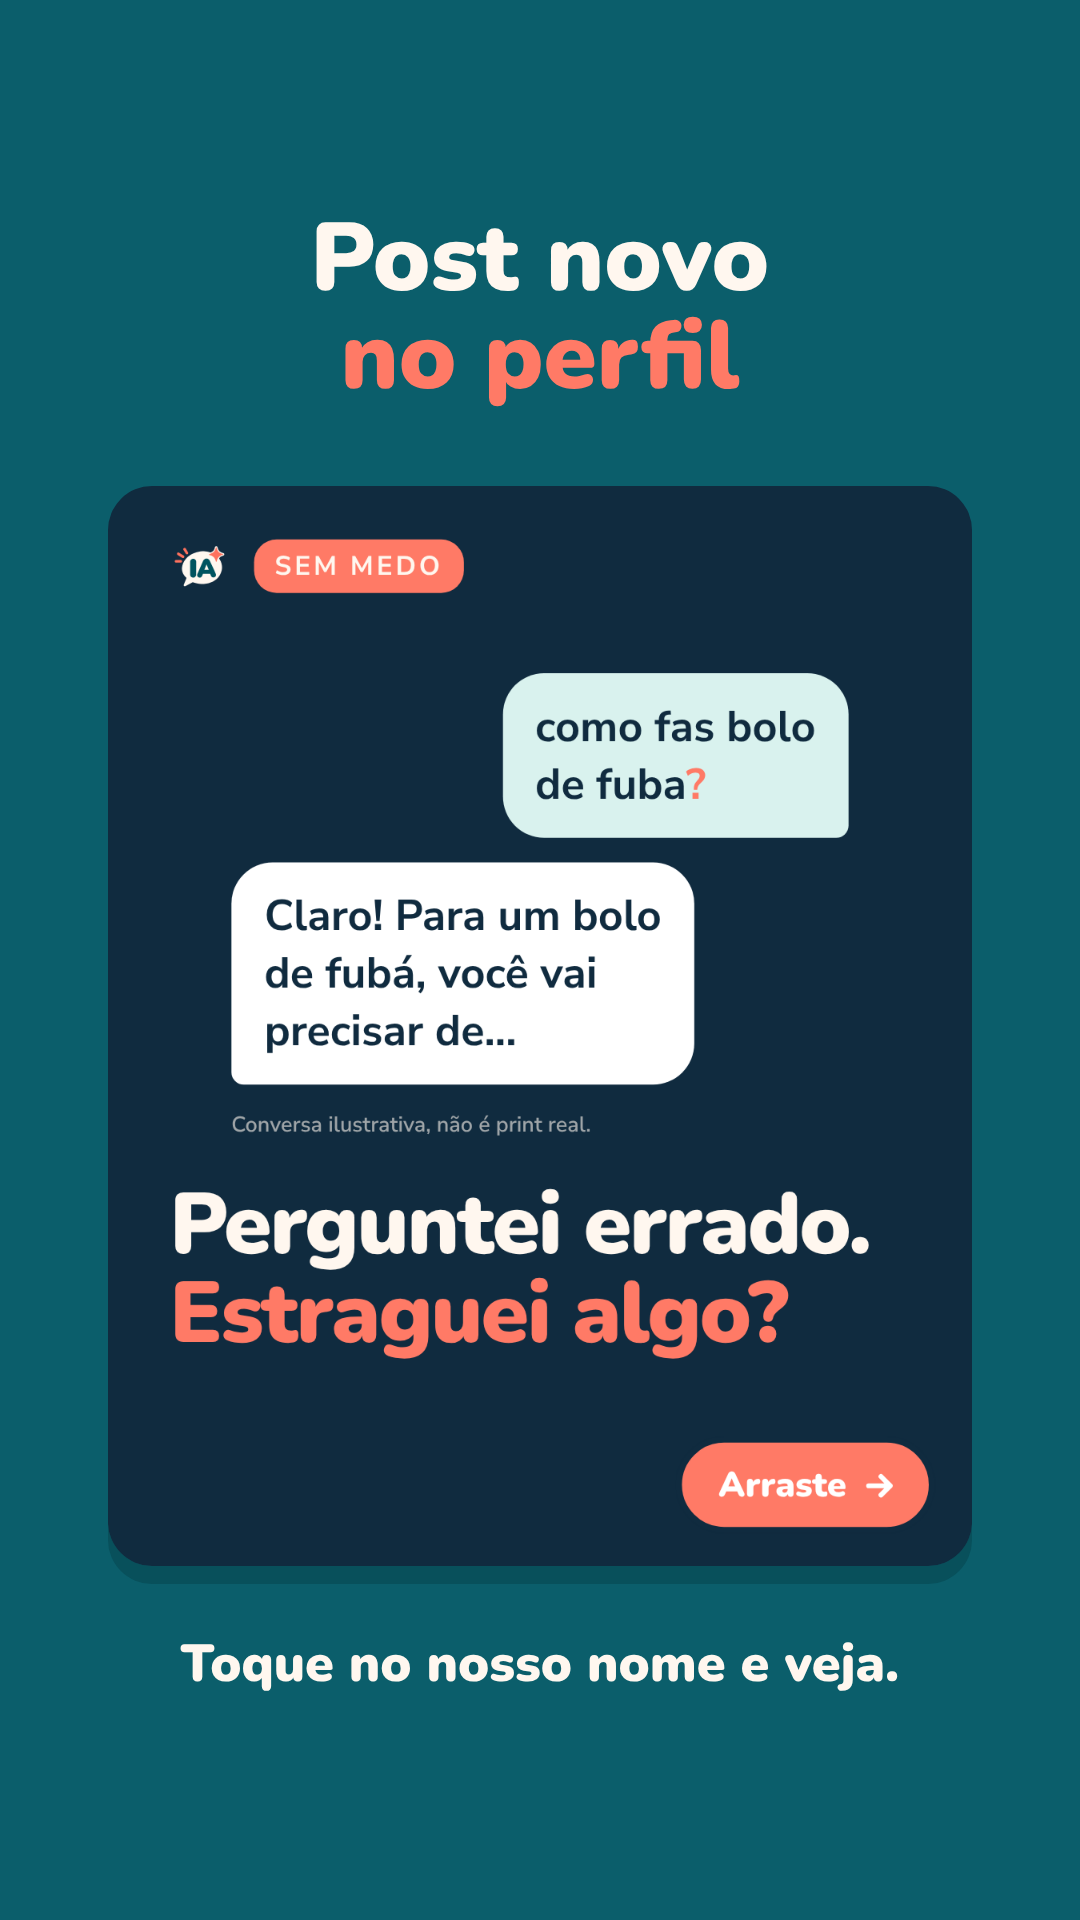 Post novo
no perfil
IA
SEM MEDO
como fas bolo
de fuba?
Claro! Para um bolo
de fubá, você vai
precisar de...
Conversa ilustrativa, não é print real.
Perguntei errado.
Estraguei algo?
Arraste →
Toque no nosso nome e veja.